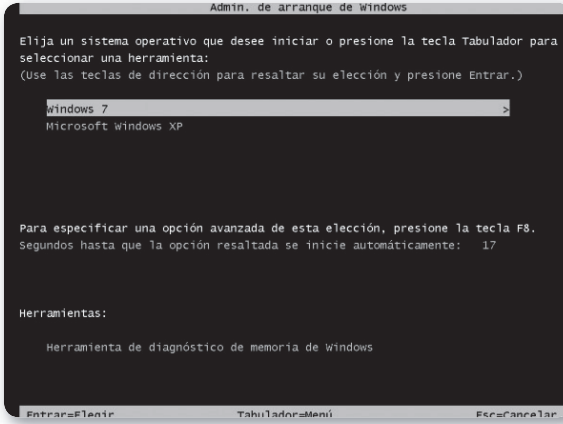 Admin. de arranque de Windows
Elija un sistema operativo que desee iniciar o presione la tecla Tabulador para
seleccionar una herramienta:
(Use las teclas de dirección para resaltar su elección y presione Entrar.)
Windows 7 >
Microsoft Windows XP
Para especificar una opción avanzada de esta elección, presione la tecla F8.
Segundos hasta que la opción resaltada se inicie automáticamente: 17
Herramientas:
Herramienta de diagnóstico de memoria de Windows
Entrar=Elegir Tabulador=Menú Esc=Cancelar